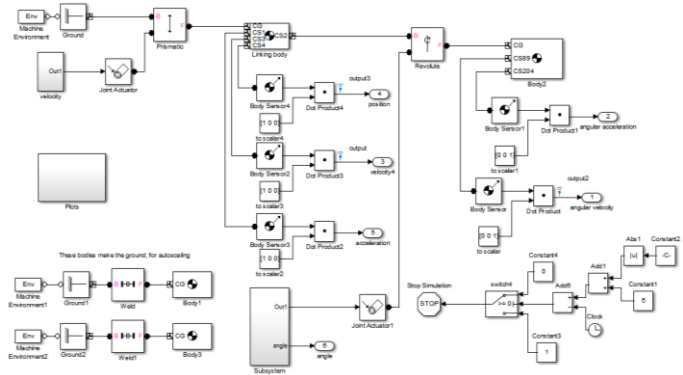 Env
Machine
Environment
Ground
B
F
Prismatic
Out1
velocity
Joint Actuator
CG
CS1
CS3
CS4
CS2
Linking body
B
F
Revolute
CG
CS89
CS204
Body2
Body Sensor4
output3
Dot Product4
4
position
[1 0 0]
to scalar4
Body Sensor1
Dot Product1
2
angular acceleration
[0 0 1]
to scalar1
Body Sensor2
output
Dot Product3
3
velocity4
[1 0 0]
to scalar3
Plots
Body Sensor
output2
Dot Product
1
angular velocity
[0 0 1]
to scalar
Body Sensor3
Dot Product2
5
acceleration
[1 0 0]
to scalar2
These bodies make the ground, for autoscaling
Env
Machine
Environment1
Ground1
B
F
Weld
CG
Body1
Env
Machine
Environment2
Ground2
B
F
Weld1
CG
Body3
Out1
angle
Subsystem
Joint Actuator1
6
angle
Stop Simulation
STOP
switch4
>= 0
Constant4
0
Constant3
1
Add6
Add1
Abs1
|u|
Constant2
-C-
Constant1
Clock